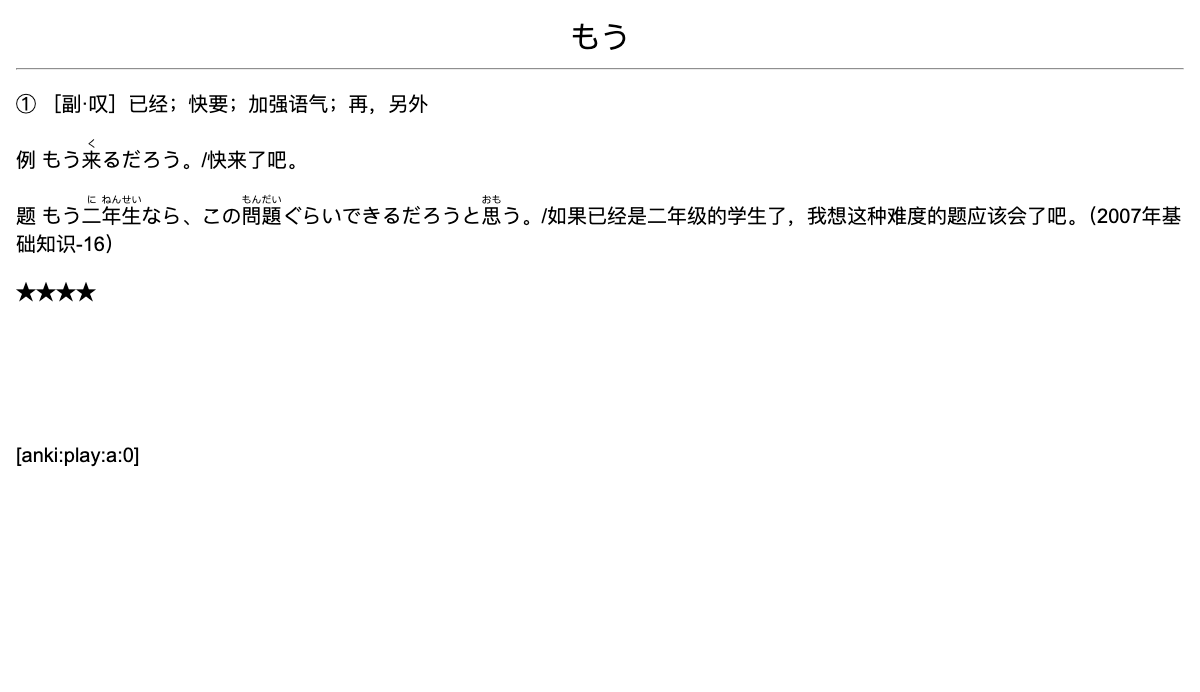 もう
① ［副·叹］已经；快要；加强语气；再，另外
く
例 もう来るだろう。/快来了吧。
に ねんせい もんだい おも
题 もう二年生なら、この問題ぐらいできるだろうと思う。/如果已经是二年级的学生了，我想这种难度的题应该会了吧。（2007年基
础知识-16）
★★★★
[anki:play:a:0]